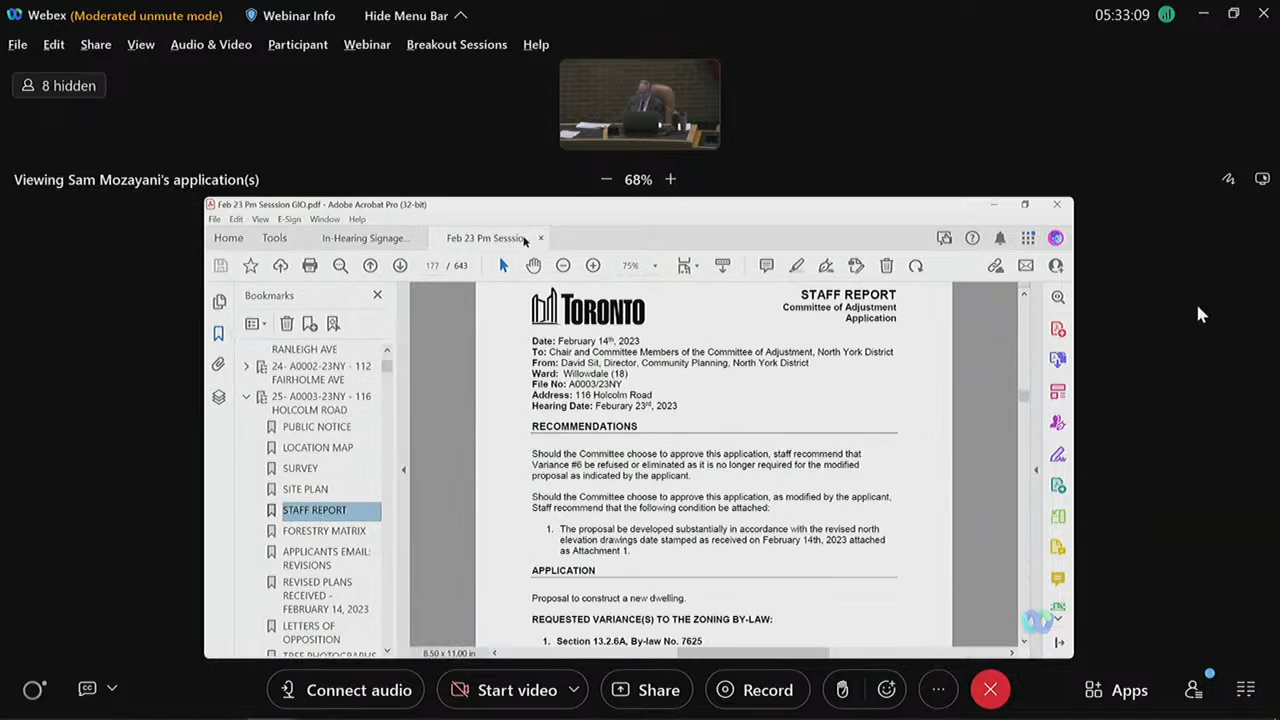 Webex (Moderated unmute mode) Webinar Info Hide Menu Bar 05:33:09
File Edit Share View Audio & Video Participant Webinar Breakout Sessions Help
8 hidden
Viewing Sam Mozayani's application(s) 68%
Feb 23 Pm Sesssion GIO.pdf - Adobe Acrobat Pro (32-bit)
File Edit View E-Sign Window Help
Home Tools In-Hearing Signage... Feb 23 Pm Sesssio
177 / 643 75%
Bookmarks
RANLEIGH AVE
24- A0002-23NY - 112
FAIRHOLME AVE
25- A0003-23NY - 116
HOLCOLM ROAD
PUBLIC NOTICE
LOCATION MAP
SURVEY
SITE PLAN
STAFF REPORT
FORESTRY MATRIX
APPLICANTS EMAIL:
REVISIONS
REVISED PLANS
RECEIVED -
FEBRUARY 14, 2023
LETTERS OF
OPPOSITION
TREE PHOTOGRAPHS
TORONTO
STAFF REPORT
Committee of Adjustment
Application
Date: February 14th, 2023
To: Chair and Committee Members of the Committee of Adjustment, North York District
From: David Sit, Director, Community Planning, North York District
Ward: Willowdale (18)
File No: A0003/23NY
Address: 116 Holcolm Road
Hearing Date: Feburary 23rd, 2023
RECOMMENDATIONS
Should the Committee choose to approve this application, staff recommend that
Variance #6 be refused or eliminated as it is no longer required for the modified
proposal as indicated by the applicant.
Should the Committee choose to approve this application, as modified by the applicant,
Staff recommend that the following condition be attached:
1. The proposal be developed substantially in accordance with the revised north
elevation drawings date stamped as received on February 14th, 2023 attached
as Attachment 1.
APPLICATION
Proposal to construct a new dwelling.
REQUESTED VARIANCE(S) TO THE ZONING BY-LAW:
1. Section 13.2.6A, By-law No. 7625
8.50 x 11.00 in
Connect audio Start video Share Record Apps